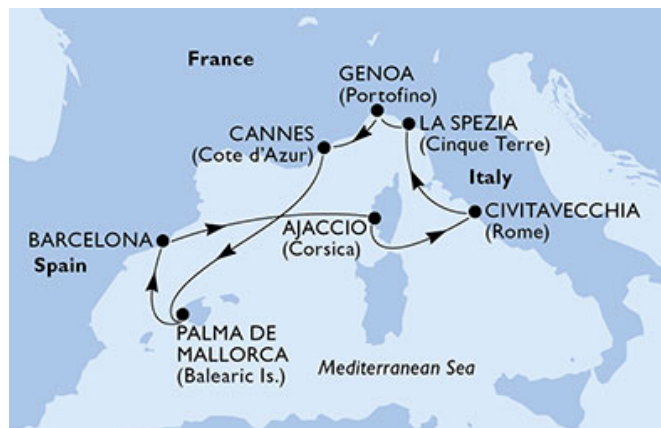 France
GENOA
(Portofino)
CANNES
(Cote d'Azur)
LA SPEZIA
(Cinque Terre)
Italy
CIVITAVECCHIA
(Rome)
AJACCIO
(Corsica)
BARCELONA
Spain
PALMA DE
MALLORCA
(Balearic Is.)
Mediterranean Sea